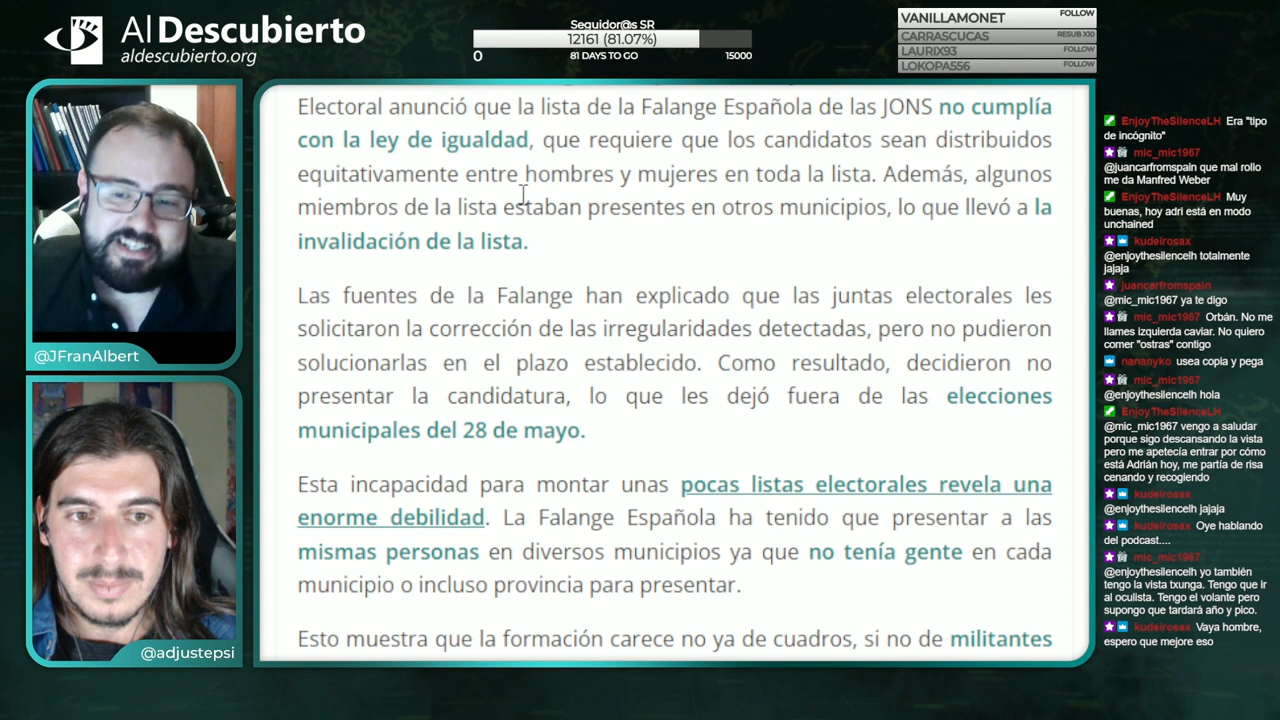 Al Descubierto
aldescubierto.org
Seguidor@s SR
12161 (81.07%)
0
81 DAYS TO GO
15000
VANILLAMONET FOLLOW
CARRASCUCAS RESUB X10
LAURIX93 FOLLOW
LOKOPA556 FOLLOW
@JFranAlbert
@adjustepsi
Electoral anunció que la lista de la Falange Española de las JONS no cumplía
con la ley de igualdad, que requiere que los candidatos sean distribuidos
equitativamente entre hombres y mujeres en toda la lista. Además, algunos
miembros de la lista estaban presentes en otros municipios, lo que llevó a la
invalidación de la lista.
Las fuentes de la Falange han explicado que las juntas electorales les
solicitaron la corrección de las irregularidades detectadas, pero no pudieron
solucionarlas en el plazo establecido. Como resultado, decidieron no
presentar la candidatura, lo que les dejó fuera de las elecciones
municipales del 28 de mayo.
Esta incapacidad para montar unas pocas listas electorales revela una
enorme debilidad. La Falange Española ha tenido que presentar a las
mismas personas en diversos municipios ya que no tenía gente en cada
municipio o incluso provincia para presentar.
Esto muestra que la formación carece no ya de cuadros, si no de militantes
EnjoyTheSilenceLH Era "tipo
de incógnito"
mic_mic1967
@juancarfromspain que mal rollo
me da Manfred Weber
EnjoyTheSilenceLH Muy
buenas, hoy adri está en modo
unchained
kudeirosax
@enjoythesilencelh totalmente
jajaja
juancarfromspain
@mic_mic1967 ya te digo
mic_mic1967 Orbán. No me
llames izquierda caviar. No quiero
comer "ostras" contigo
nananyko usea copia y pega
mic_mic1967
@enjoythesilencelh hola
EnjoyTheSilenceLH
@mic_mic1967 vengo a saludar
porque sigo descansando la vista
pero me apetecía entrar por cómo
está Adrián hoy, me partía de risa
cenando y recogiendo
kudeirosax
@enjoythesilencelh jajaja
kudeirosax Oye hablando
del podcast....
mic_mic1967
@enjoythesilencelh yo también
tengo la vista txunga. Tengo que ir
al oculista. Tengo el volante pero
supongo que tardará año y pico.
kudeirosax Vaya hombre,
espero que mejore eso